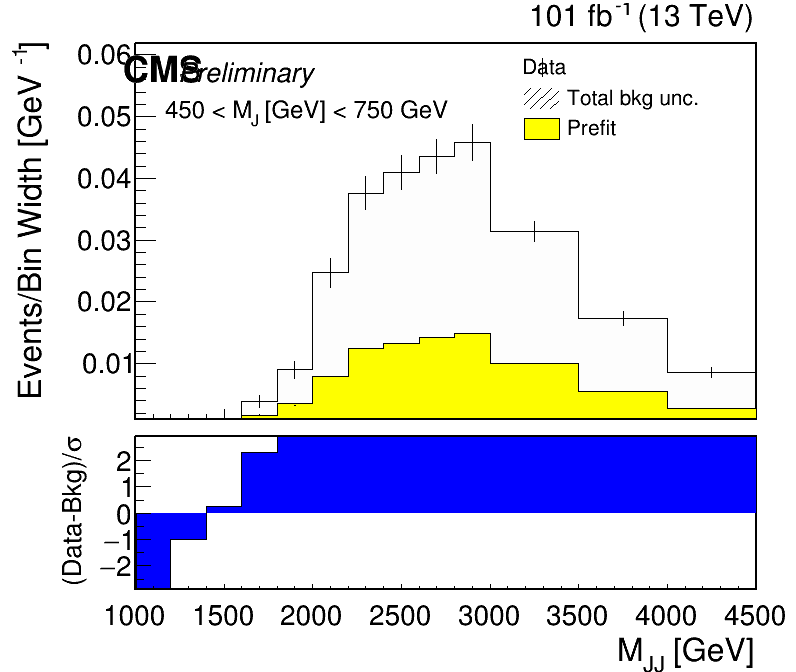 101 fb⁻¹ (13 TeV)
CMS Preliminary
450 < M_J [GeV] < 750 GeV
Data
Total bkg unc.
Prefit
Events/Bin Width [GeV⁻¹]
0.06
0.05
0.04
0.03
0.02
0.01
(Data-Bkg)/σ
2
1
0
−1
−2
1000 1500 2000 2500 3000 3500 4000 4500
M_JJ [GeV]